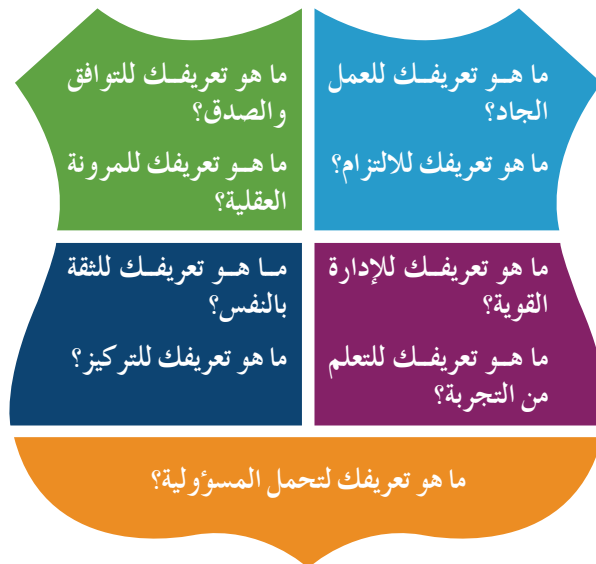 ما هو تعريفك للعمل
الجاد؟
ما هو تعريفك للالتزام؟
ما هو تعريفك للتوافق
والصدق؟
ما هو تعريفك للمرونة
العقلية؟
ما هو تعريفك للإدارة
القوية؟
ما هو تعريفك للتعلم
من التجربة؟
ما هو تعريفك للثقة
بالنفس؟
ما هو تعريفك للتركيز؟
ما هو تعريفك لتحمل المسؤولية؟